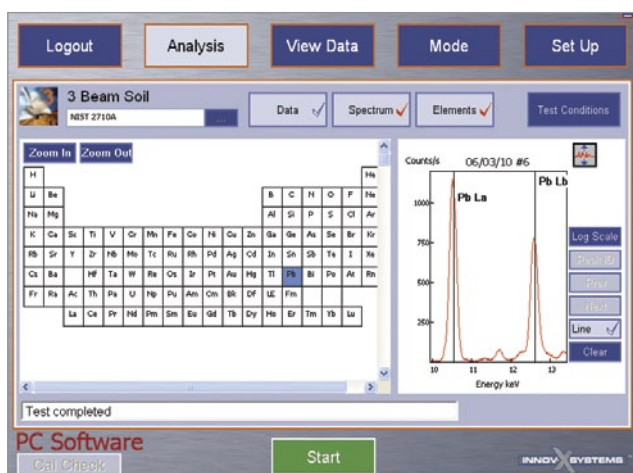 Logout Analysis View Data Mode Set Up
3 Beam Soil
NIST 2710A ...
Data Spectrum Elements Test Conditions
Zoom In Zoom Out
H He
Li Be B C N O F Ne
Na Mg Al Si P S Cl Ar
K Ca Sc Ti V Cr Mn Fe Co Ni Cu Zn Ga Ge As Se Br Kr
Rb Sr Y Zr Nb Mo Tc Ru Rh Pd Ag Cd In Sn Sb Te I Xe
Cs Ba Hf Ta W Re Os Ir Pt Au Hg Tl Pb Bi Po At Rn
Fr Ra Ac Th Pa U Np Pu Am Cm Bk Df LE Fm
La Ce Pr Nd Pm Sm Eu Gd Tb Dy Ho Er Tm Yb Lu
Counts/s 06/03/10 #6
Pb La Pb Lb
1000-
750-
500-
250-
10 11 12 13
Energy keV
Log Scale
Peak ID
Prev
Next
Line
Clear
Test completed
PC Software
Cal Check
Start
INNOV X SYSTEMS